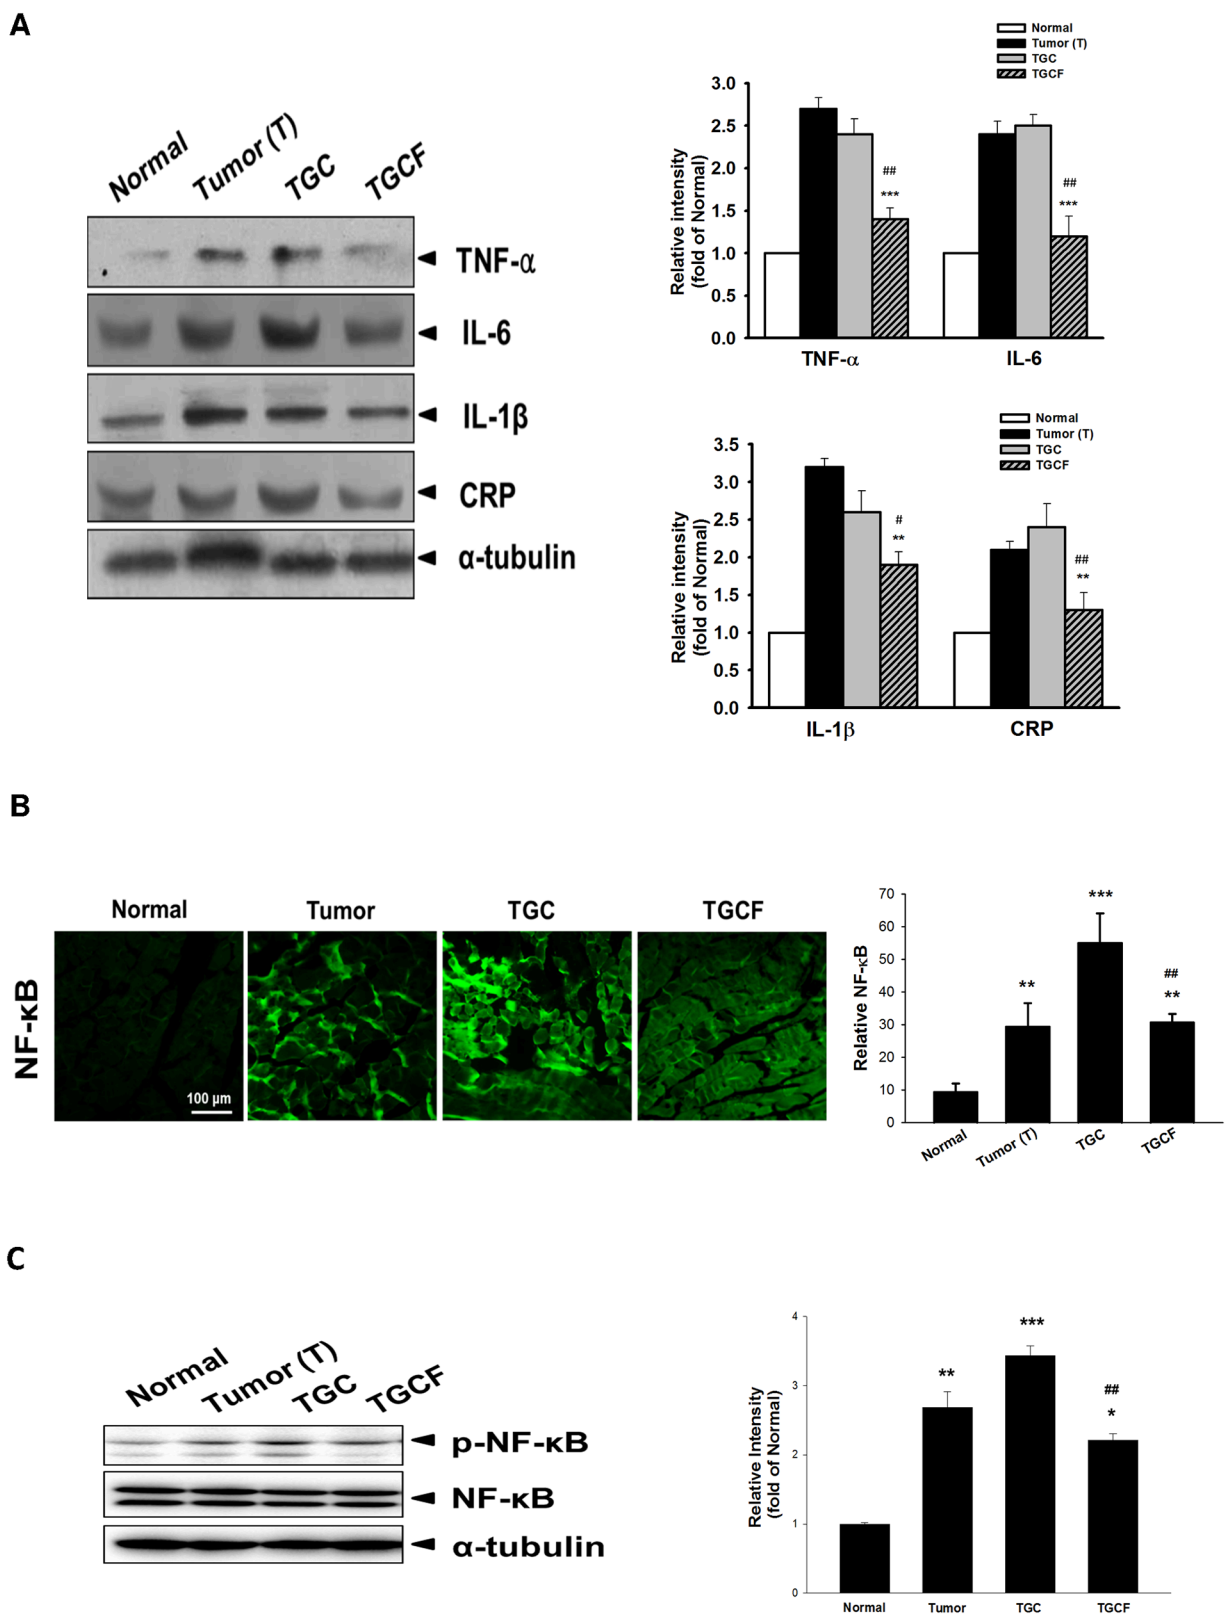 A
Normal
Tumor (T)
TGC
TGCF
TNF-α
IL-6
IL-1β
CRP
α-tubulin
Normal
Tumor (T)
TGC
TGCF
Relative intensity
(fold of Normal)
3.0
2.5
2.0
1.5
1.0
0.5
0.0
##
***
##
***
TNF-α
IL-6
Normal
Tumor (T)
TGC
TGCF
Relative intensity
(fold of Normal)
3.5
3.0
2.5
2.0
1.5
1.0
0.5
0.0
#
**
##
**
IL-1β
CRP
B
Normal
Tumor
TGC
TGCF
NF-κB
100 µm
Relative NF-κB
70
60
50
40
30
20
10
0
**
***
##
**
Normal
Tumor (T)
TGC
TGCF
C
Normal
Tumor (T)
TGC
TGCF
p-NF-κB
NF-κB
α-tubulin
Relative Intensity
(fold of Normal)
4
3
2
1
0
**
***
##
*
Normal
Tumor
TGC
TGCF